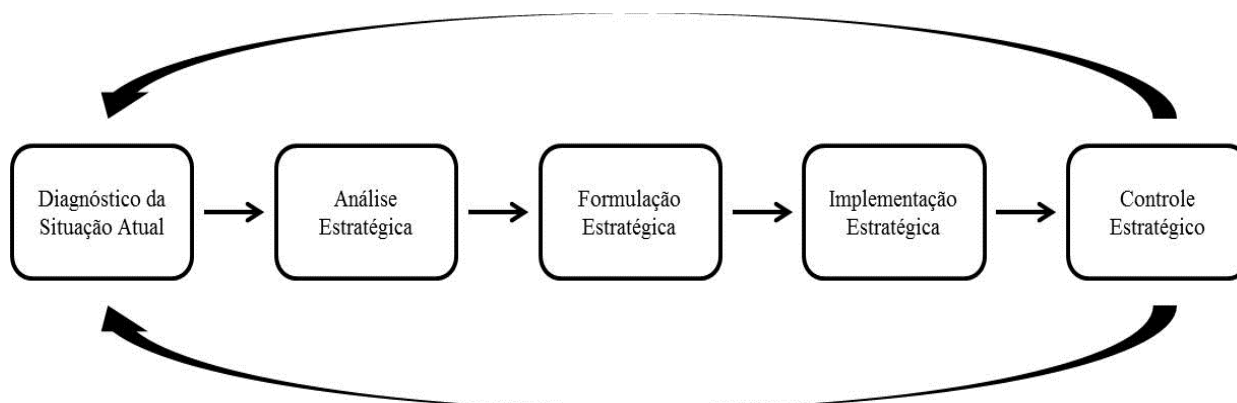 Diagnóstico da
Situação Atual
Análise
Estratégica
Formulação
Estratégica
Implementação
Estratégica
Controle
Estratégico